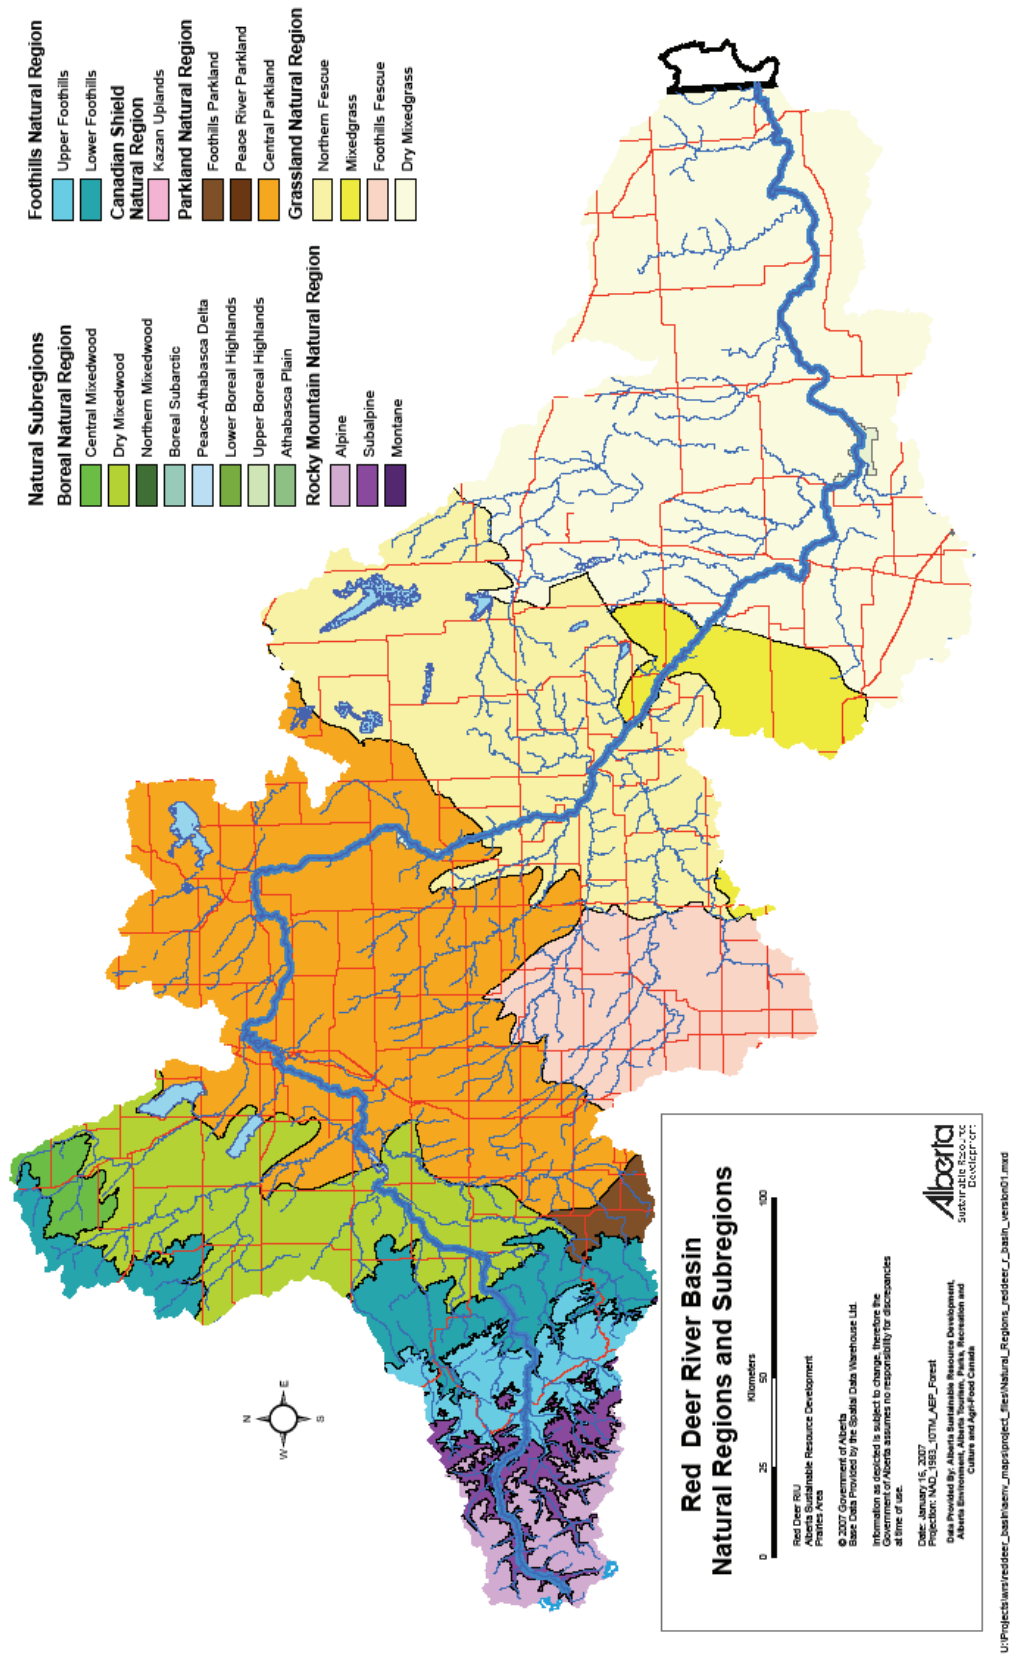 Natural Subregions
Boreal Natural Region
Central Mixedwood
Dry Mixedwood
Northern Mixedwood
Boreal Subarctic
Peace-Athabasca Delta
Lower Boreal Highlands
Upper Boreal Highlands
Athabasca Plain
Rocky Mountain Natural Region
Alpine
Subalpine
Montane
Foothills Natural Region
Upper Foothills
Lower Foothills
Canadian Shield
Natural Region
Kazan Uplands
Parkland Natural Region
Foothills Parkland
Peace River Parkland
Central Parkland
Grassland Natural Region
Northern Fescue
Mixedgrass
Foothills Fescue
Dry Mixedgrass
N
W
E
S
Red Deer River Basin
Natural Regions and Subregions
Kilometers
0
25
50
100
Red Deer RIU
Alberta Sustainable Resource Development
Prairies Area
© 2007 Government of Alberta
Base Data Provided by the Spatial Data Warehouse Ltd.
Information as depicted is subject to change, therefore the
Government of Alberta assumes no responsibility for discrepancies
at time of use.
Date: January 16, 2007
Projection: NAD_1983_10TM_AEP_Forest
Data Provided By: Alberta Sustainable Resource Development,
Alberta Environment, Alberta Tourism, Parks, Recreation and
Culture and Agri-Food Canada
Alberta
Sustainable Resource
Development
U:\Projects\wrs\reddeer_basin\aenv_maps\project_files\Natural_Regions_reddeer_r_basin_version01.mxd